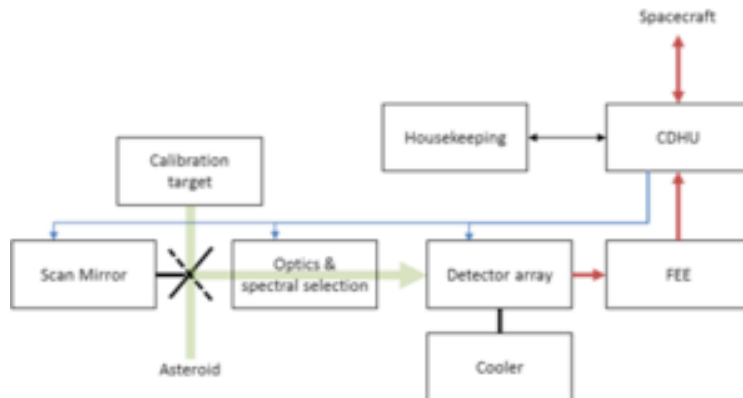 Spacecraft
Housekeeping
CDHU
Calibration
target
Scan Mirror
Optics &
spectral selection
Detector array
FEE
Asteroid
Cooler